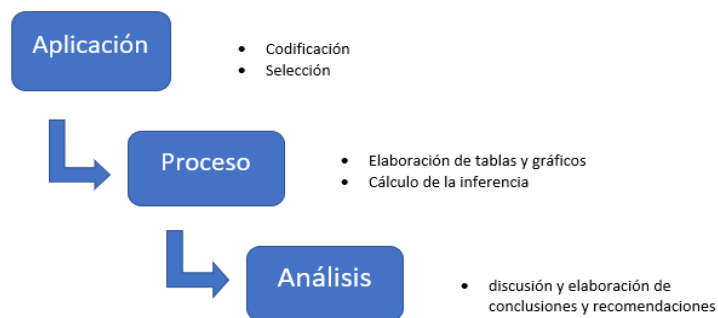 Aplicación
• Codificación
• Selección
Proceso
• Elaboración de tablas y gráficos
• Cálculo de la inferencia
Análisis
• discusión y elaboración de
conclusiones y recomendaciones